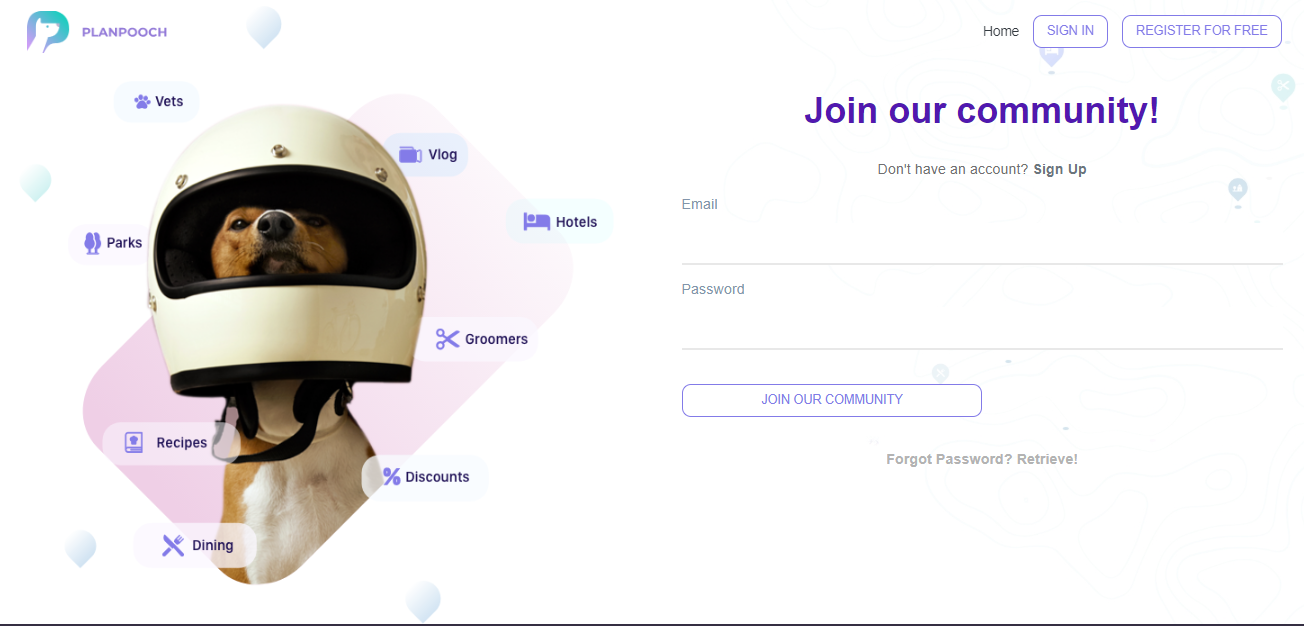 PLANPOOCH
Home
SIGN IN
REGISTER FOR FREE
Vets
Vlog
Hotels
Parks
Groomers
Recipes
Discounts
Dining
Join our community!
Don't have an account? Sign Up
Email
Password
JOIN OUR COMMUNITY
Forgot Password? Retrieve!